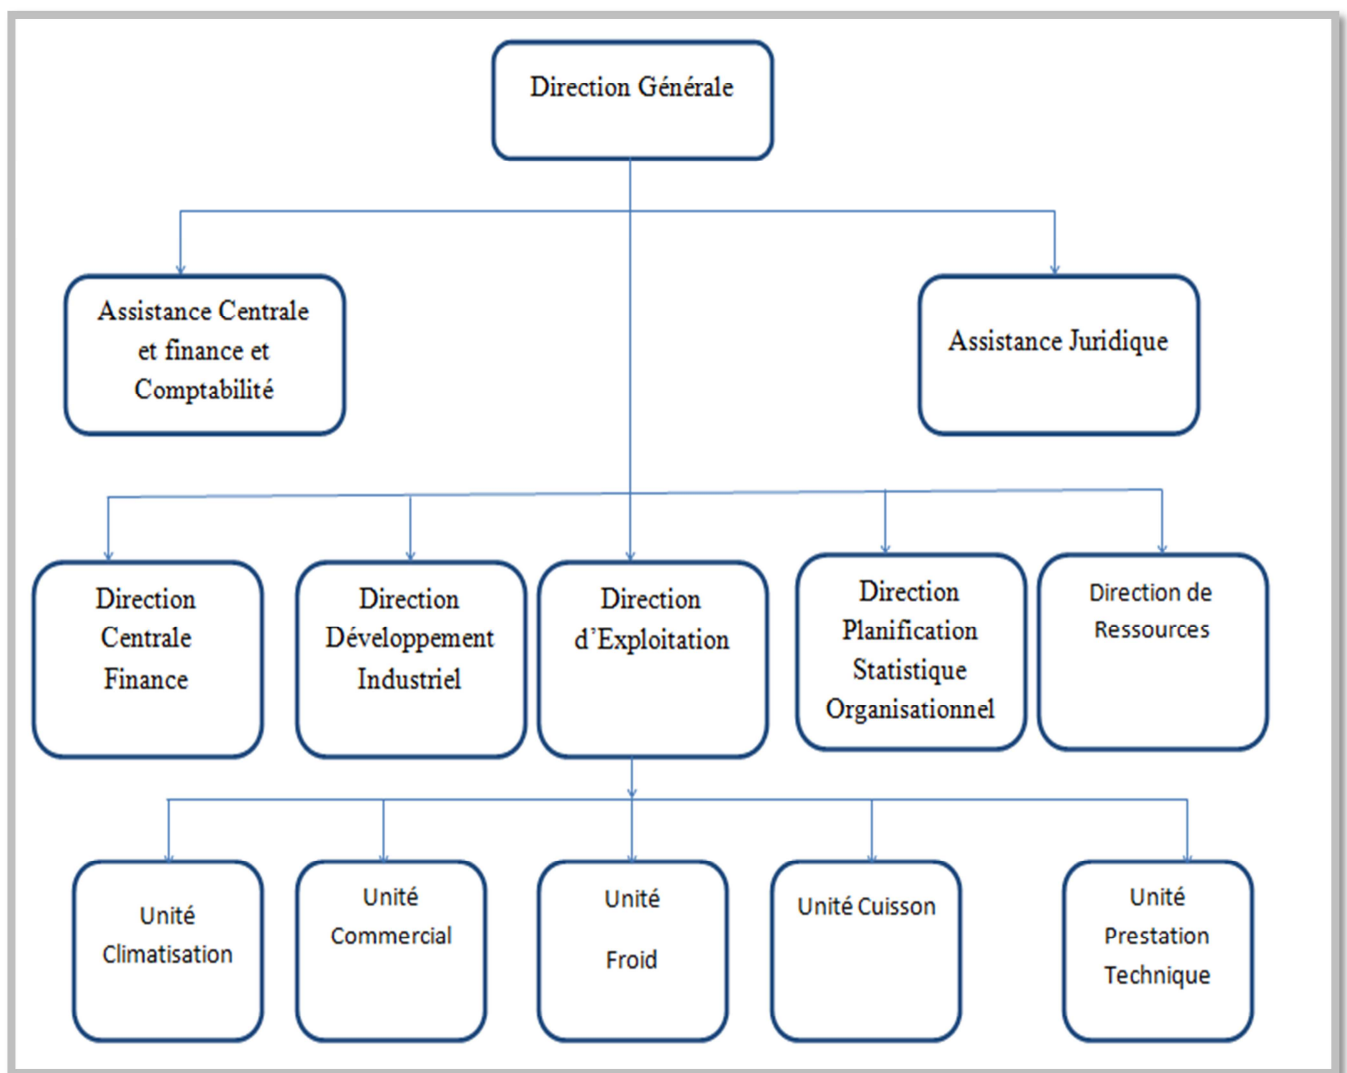 Direction Générale
Assistance Centrale
et finance et
Comptabilité
Assistance Juridique
Direction
Centrale
Finance
Direction
Développement
Industriel
Direction
d’Exploitation
Direction
Planification
Statistique
Organisationnel
Direction de
Ressources
Unité
Climatisation
Unité
Commercial
Unité
Froid
Unité Cuisson
Unité
Prestation
Technique